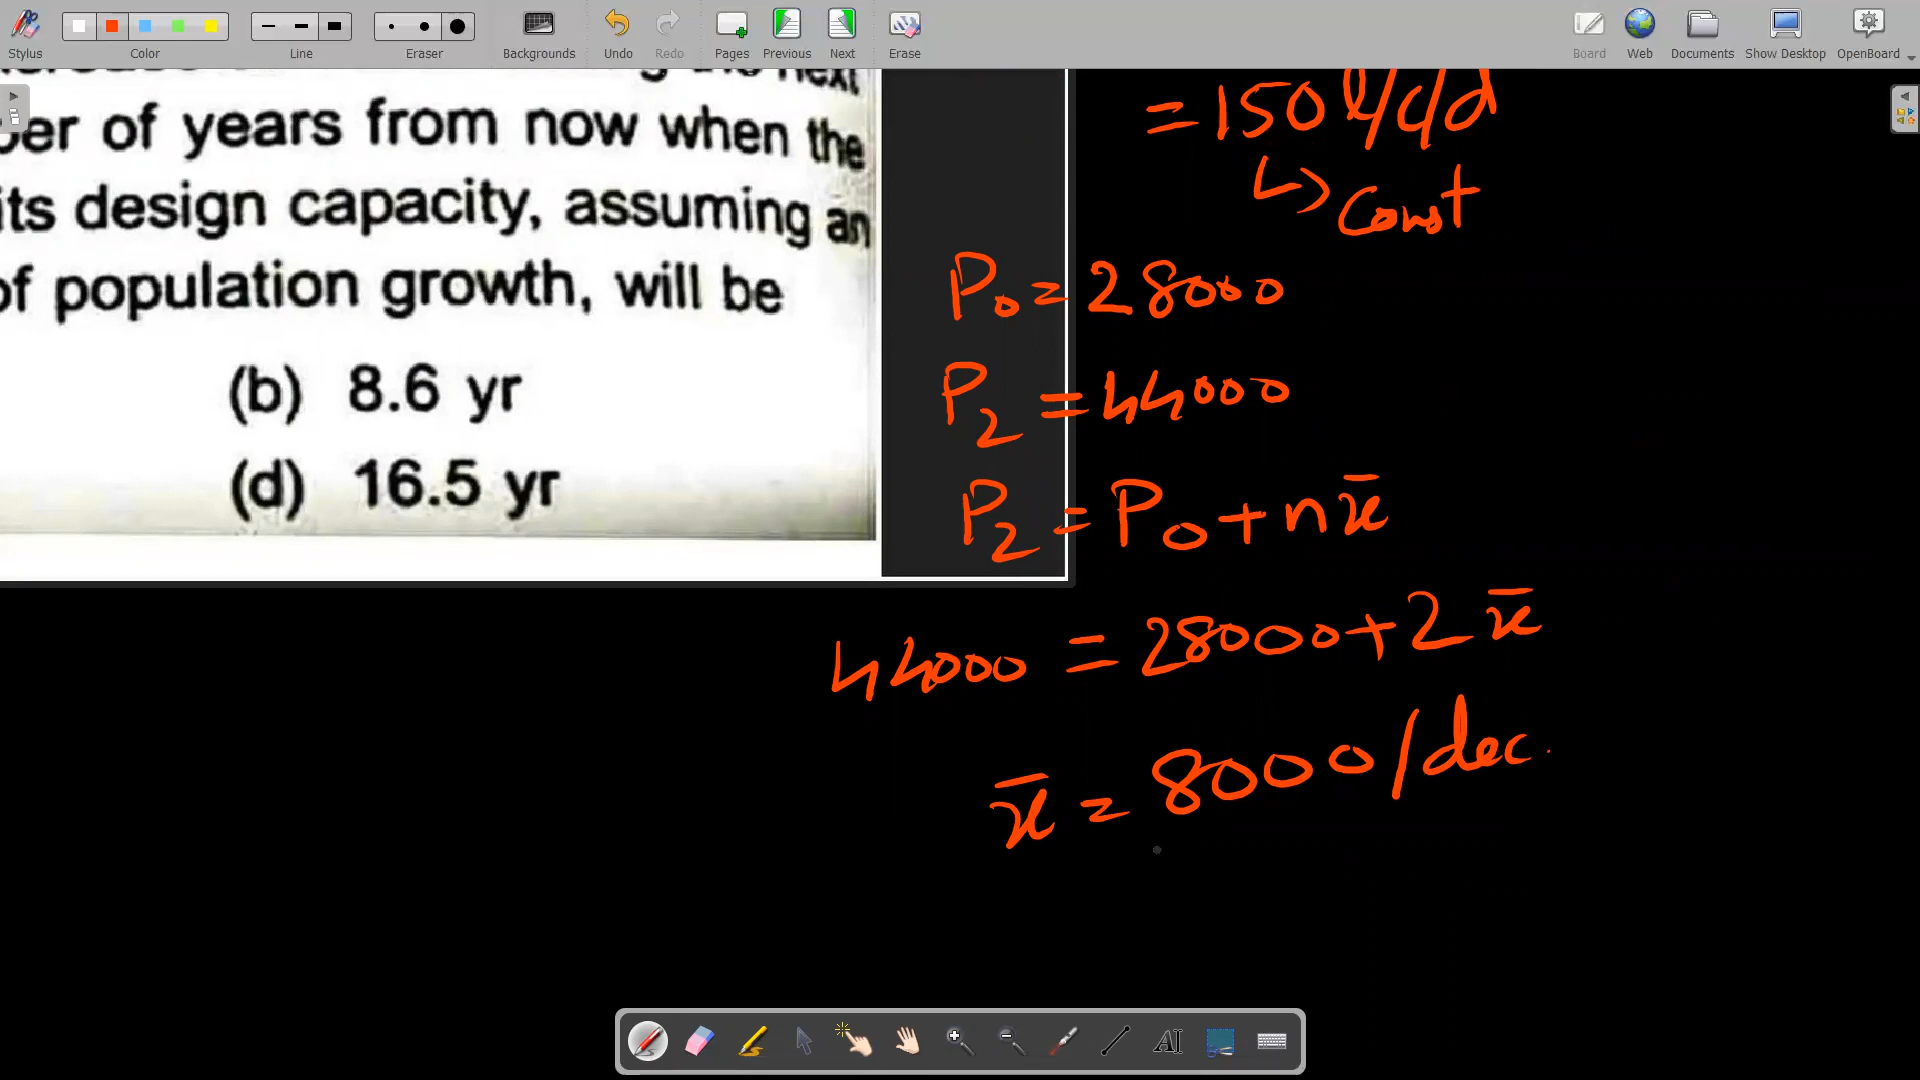 Stylus Color Line Eraser Backgrounds Undo Redo Pages Previous Next Erase Board Web Documents Show Desktop OpenBoard
next
of years from now when the
its design capacity, assuming an
of population growth, will be
(b) 8.6 yr
(d) 16.5 yr
= 150 l/c/d
↳ Const
P₀ = 28000
P₂ = 44000
P₂ = P₀ + nx̄
44000 = 28000 + 2x̄
x̄ = 8000/dec.